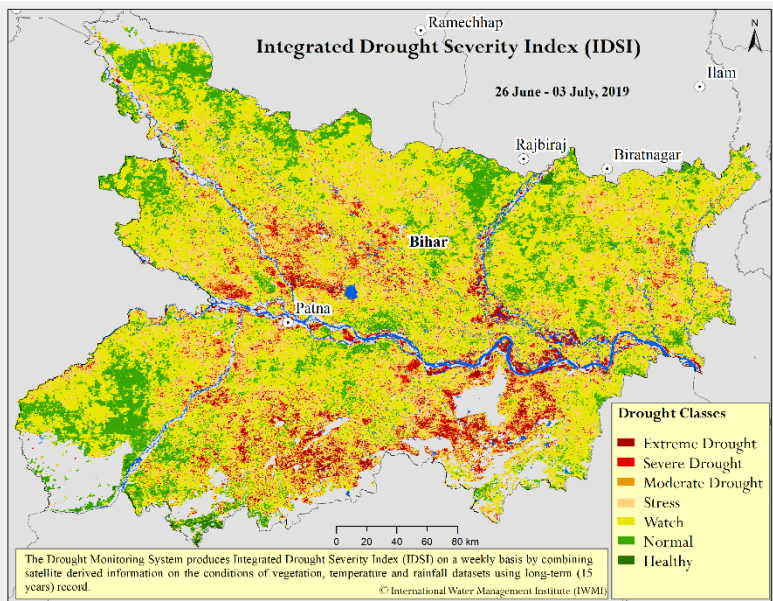 Ramechhap
Integrated Drought Severity Index (IDSI)
N
Ilam
26 June - 03 July, 2019
Rajbiraj
Biratnagar
Bihar
Patna
Drought Classes
Extreme Drought
Severe Drought
Moderate Drought
Stress
Watch
Normal
Healthy
0 20 40 60 80 km
The Drought Monitoring System produces Integrated Drought Severity Index (IDSI) on a weekly basis by combining
satellite derived information on the conditions of vegetation, temperature and rainfall datasets using long-term (15
years) record.
© International Water Management Institute (IWMI)